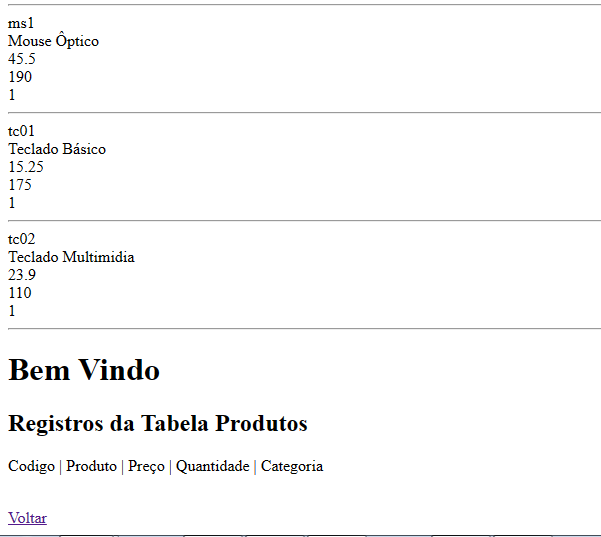 ms1
Mouse Ôptico
45.5
190
1
tc01
Teclado Básico
15.25
175
1
tc02
Teclado Multimidia
23.9
110
1
Bem Vindo
Registros da Tabela Produtos
Codigo | Produto | Preço | Quantidade | Categoria
Voltar